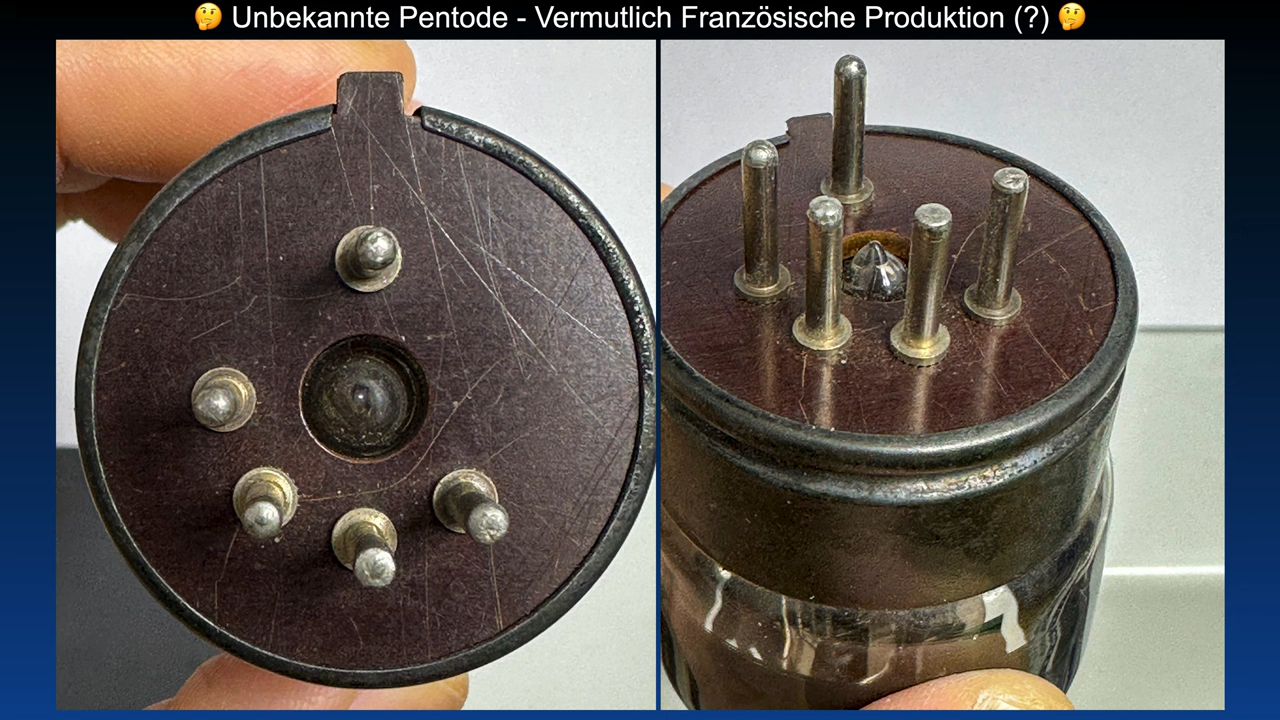 🤔 Unbekannte Pentode - Vermutlich Französische Produktion (?) 🤔